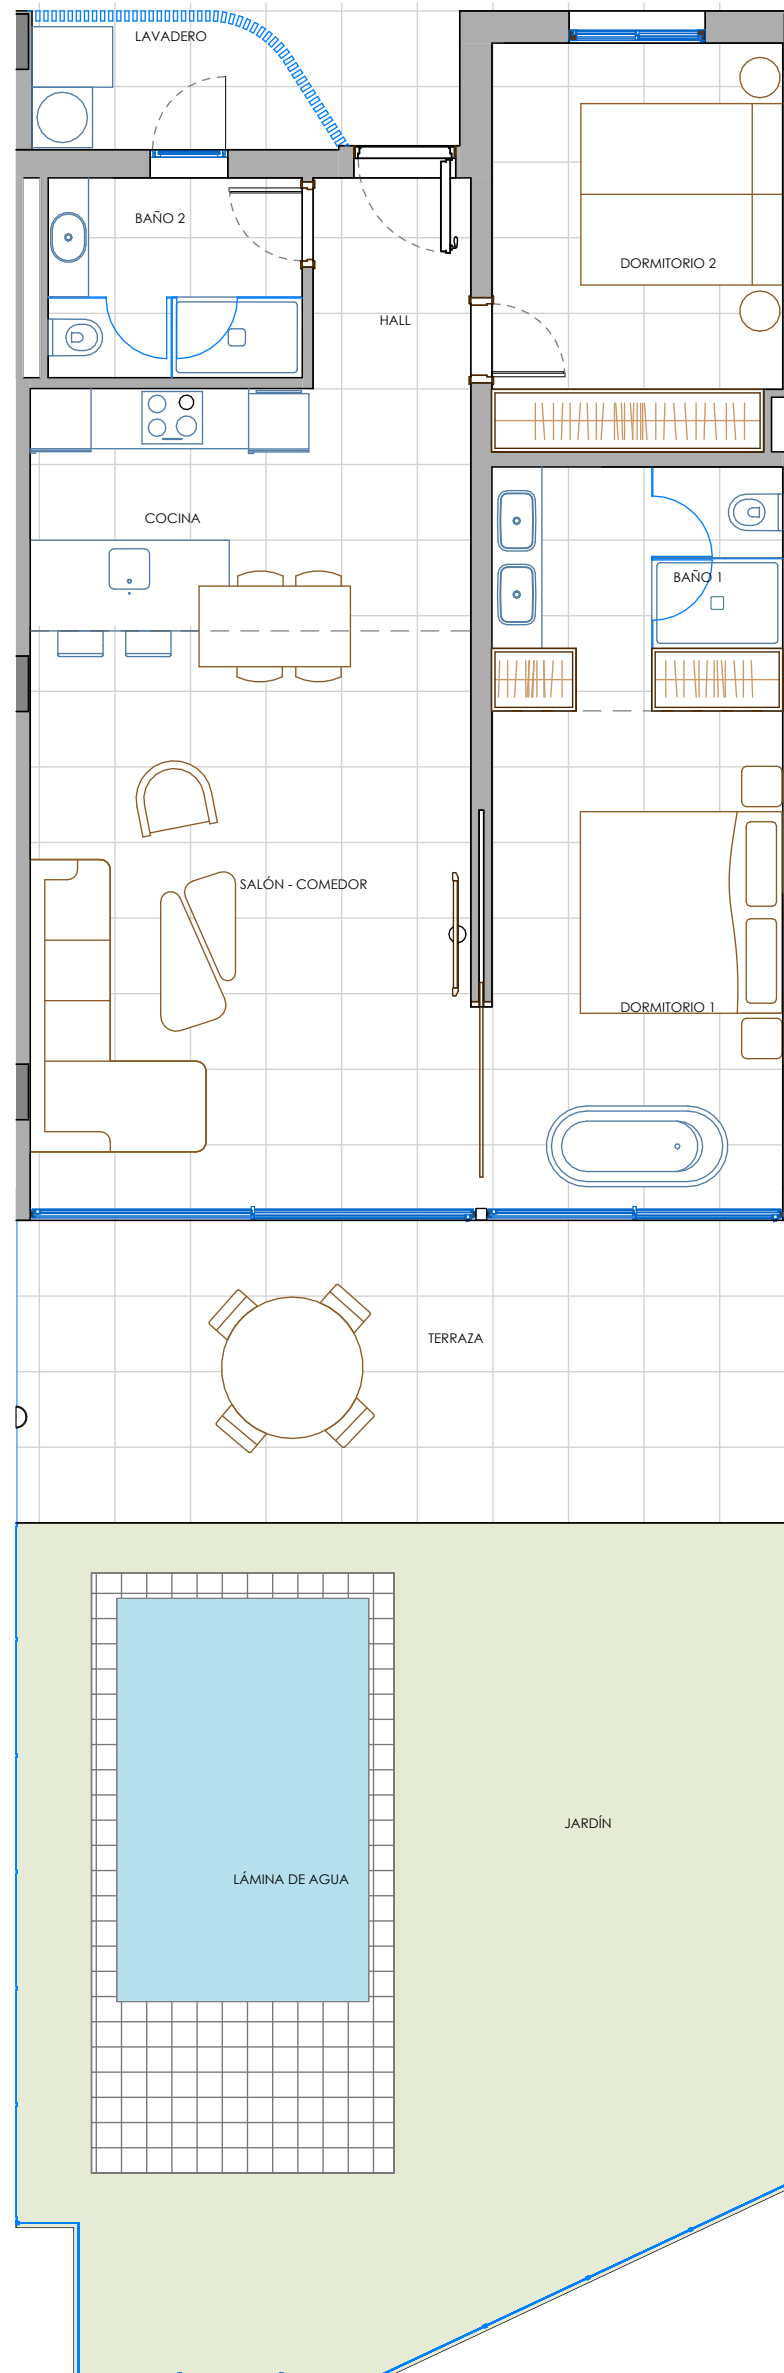 LAVADERO
BAÑO 2
DORMITORIO 2
HALL
COCINA
BAÑO 1
SALÓN - COMEDOR
DORMITORIO 1
TERRAZA
JARDÍN
LÁMINA DE AGUA